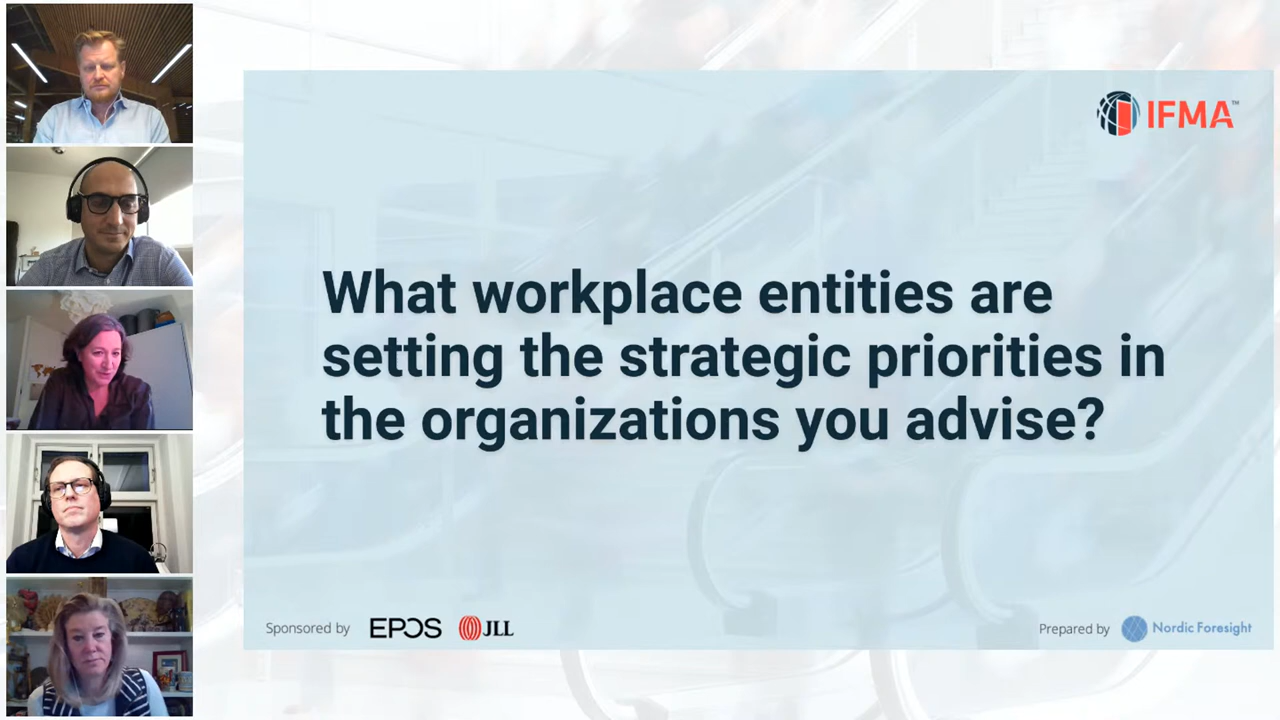 IFMA™
What workplace entities are
setting the strategic priorities in
the organizations you advise?
Sponsored by EPOS JLL
Prepared by Nordic Foresight